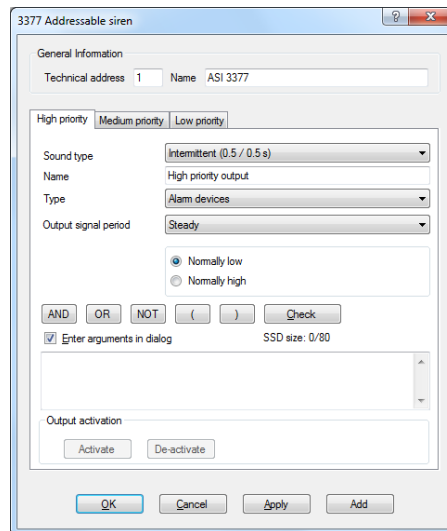 3377 Addressable siren
General Information
Technical address 1 Name ASI 3377
High priority Medium priority Low priority
Sound type Intermittent (0.5 / 0.5 s)
Name High priority output
Type Alarm devices
Output signal period Steady
Normally low
Normally high
AND OR NOT ( ) Check
Enter arguments in dialog SSD size: 0/80
Output activation
Activate De-activate
OK Cancel Apply Add